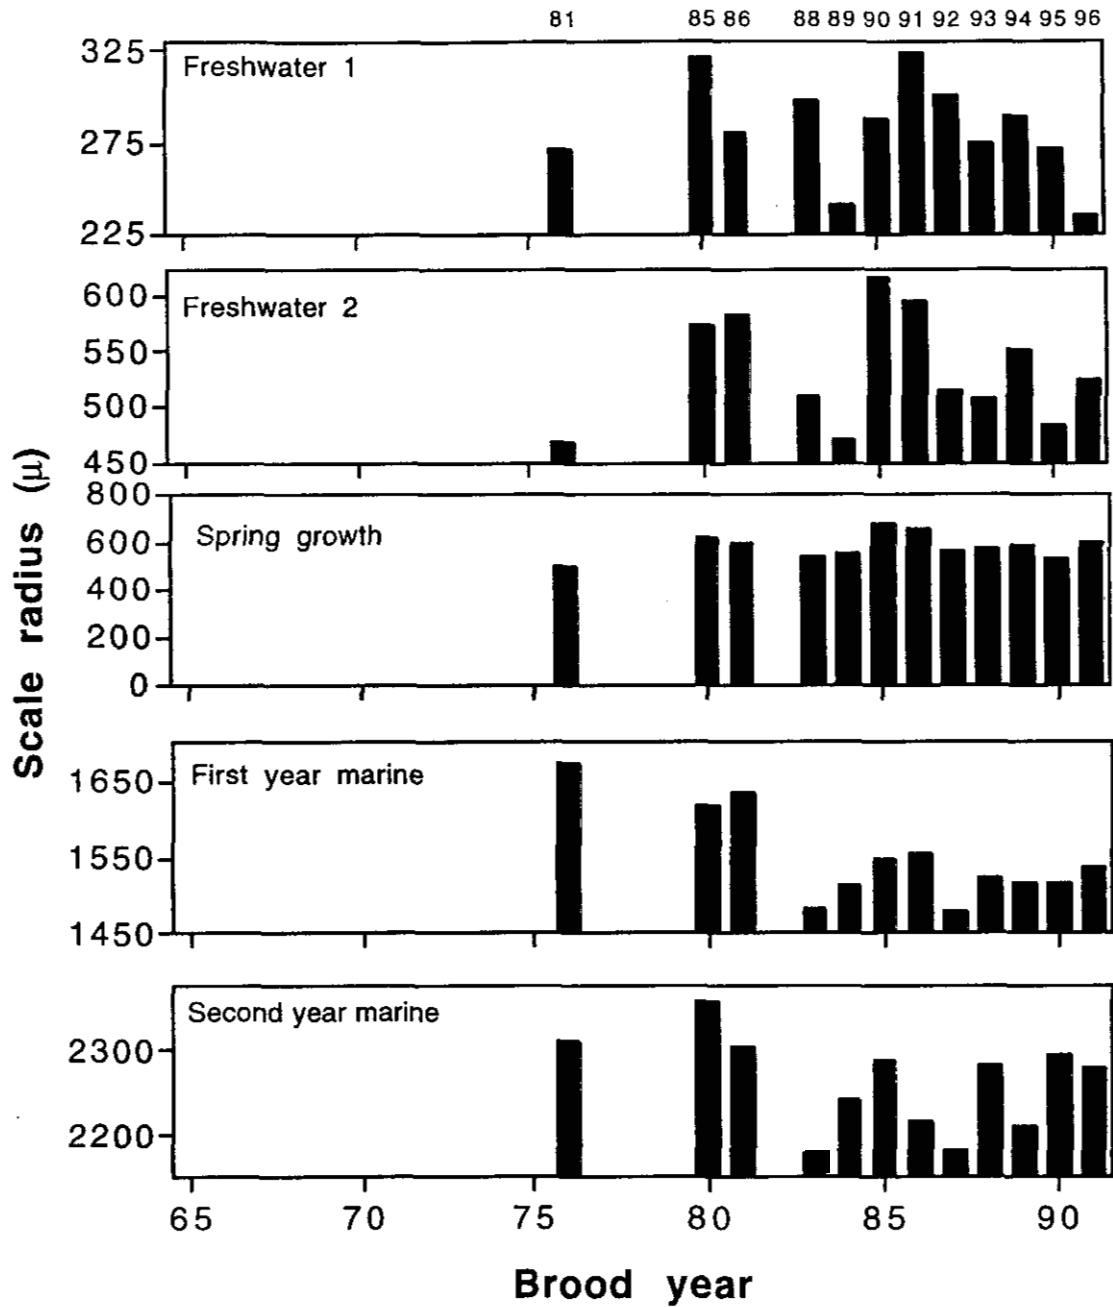 81 85 86 88 89 90 91 92 93 94 95 96
Freshwater 1
325
275
225
Freshwater 2
600
550
500
450
Spring growth
800
600
400
200
0
First year marine
1650
1550
1450
Second year marine
2300
2200
65 70 75 80 85 90
Scale radius (μ)
Brood year